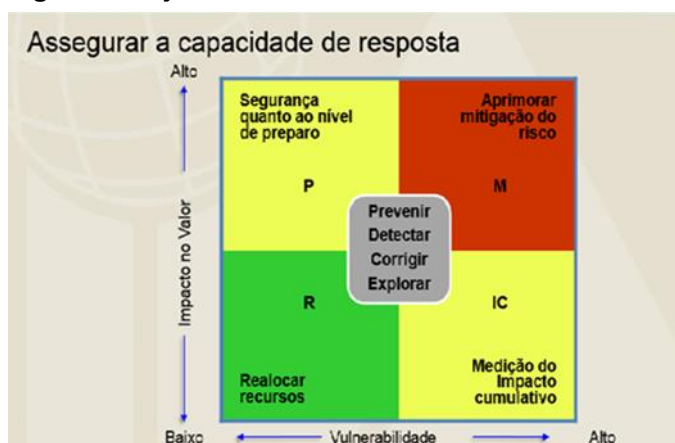 Assegurar a capacidade de resposta
Alto
Segurança
quanto ao nível
de preparo
Aprimorar
mitigação do
risco
P
M
Prevenir
Detectar
Corrigir
Explorar
Impacto no Valor
R
IC
Realocar
recursos
Medição do
Impacto
cumulativo
Baixo
Vulnerabilidade
Alto